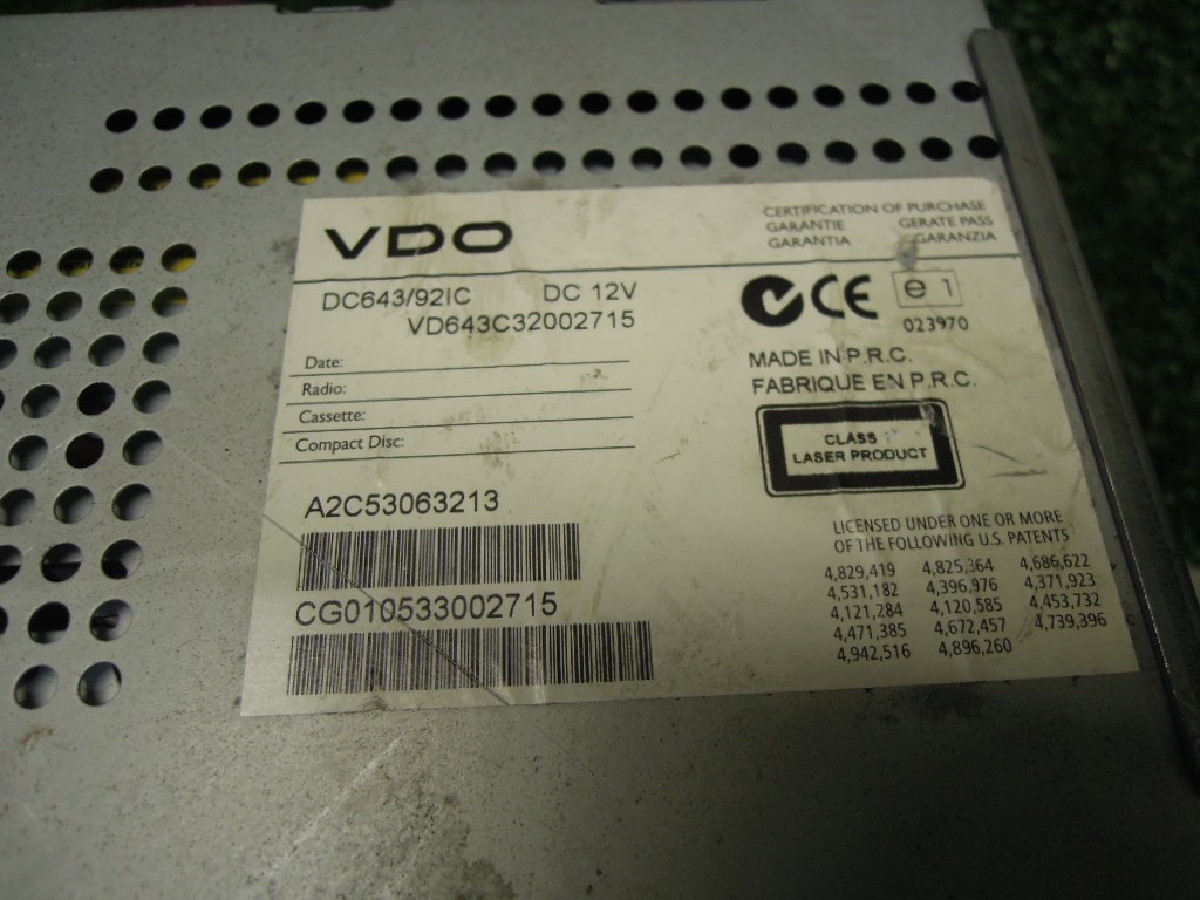 VDO
CERTIFICATION OF PURCHASE
GARANTIE GERATE PASS
GARANTIA GARANZIA
DC643/92IC DC 12V
VD643C32002715
CE e 1
023970
Date:
Radio:
Cassette:
Compact Disc:
MADE IN P.R.C.
FABRIQUE EN P.R.C.
CLASS 1
LASER PRODUCT
A2C53063213
CG010533002715
LICENSED UNDER ONE OR MORE
OF THE FOLLOWING U.S. PATENTS
4,829,419 4,825,364 4,686,622
4,531,182 4,396,976 4,371,923
4,121,284 4,120,585 4,453,732
4,471,385 4,672,457 4,739,396
4,942,516 4,896,260